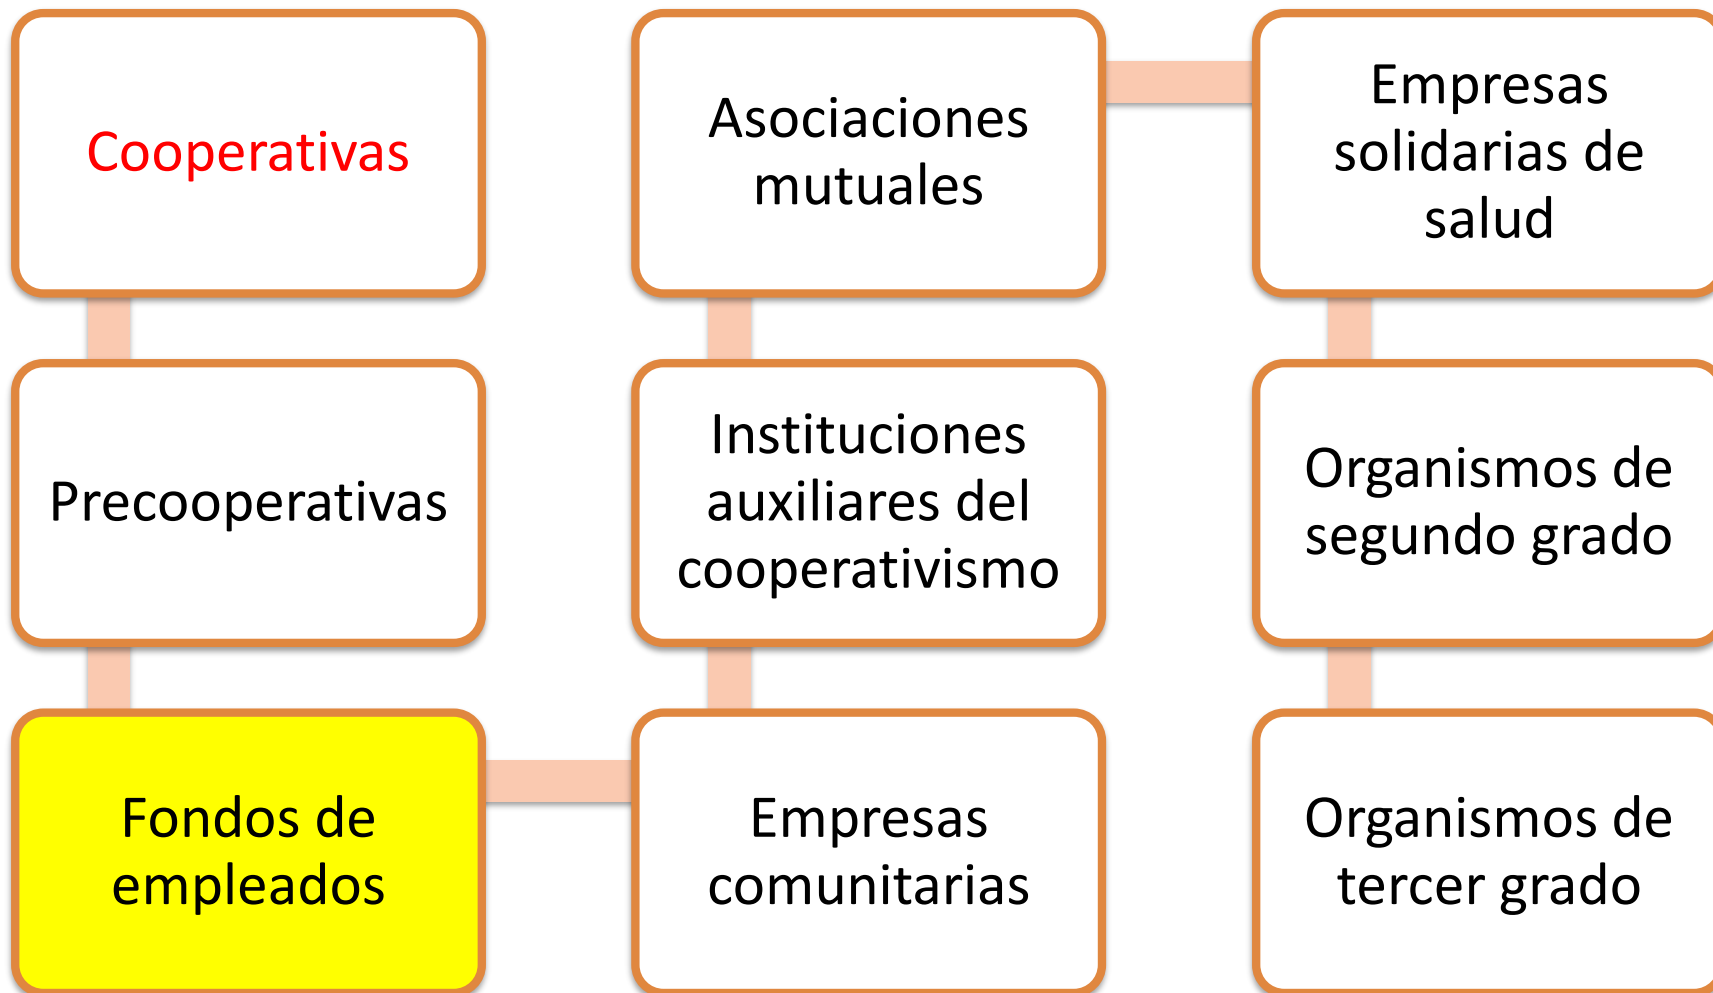 Cooperativas
Precooperativas
Fondos de
empleados
Empresas
comunitarias
Instituciones
auxiliares del
cooperativismo
Asociaciones
mutuales
Empresas
solidarias de
salud
Organismos de
segundo grado
Organismos de
tercer grado